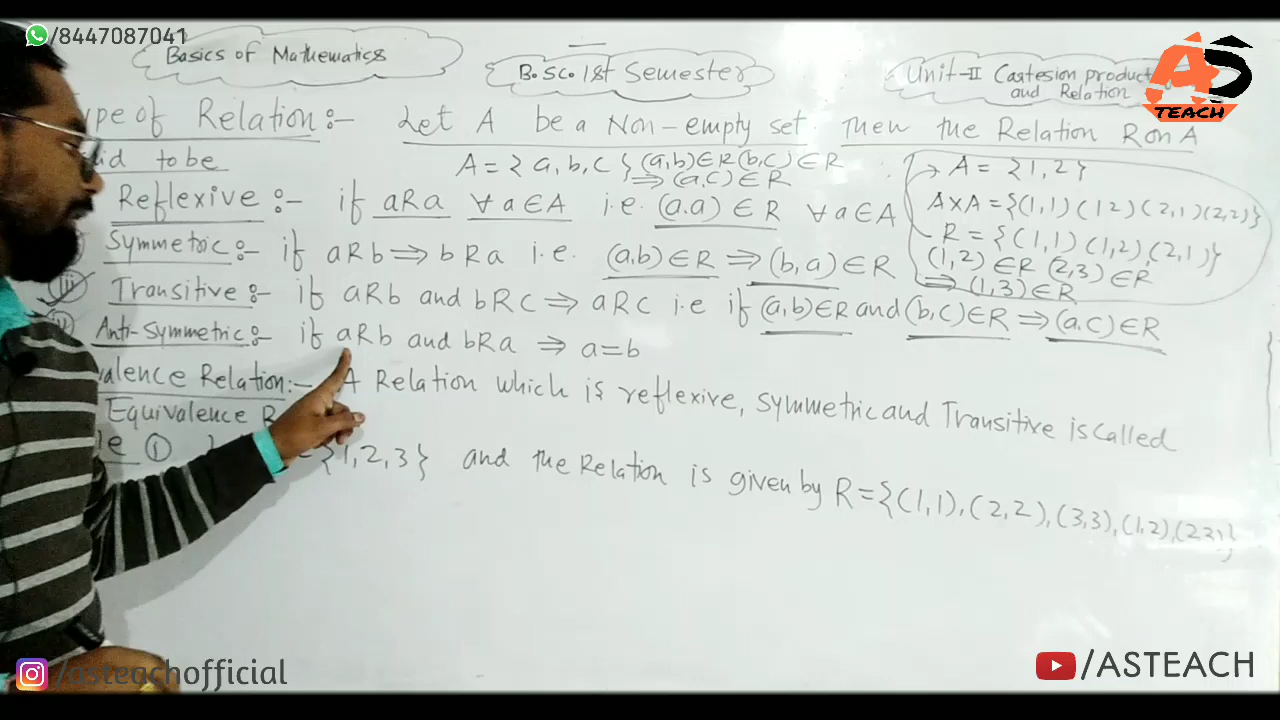 /8447087041
Basics of Mathematics
B.Sc. 1st Semester
Unit-II Cartesion product
and Relation
AS
TEACH
ype of Relation :- Let A be a Non-empty set. Then the Relation R on A
id to be
A = {a, b, c} (a,b)∈R (b,c)∈R
⇒ (a,c)∈R
Reflexive :- if aRa ∀ a∈A i.e. (a.a) ∈ R ∀ a∈A
Symmetric :- if aRb ⇒ bRa i.e. (a,b)∈R ⇒ (b,a)∈R
iii Transitive :- if aRb and bRc ⇒ aRc i.e if (a,b)∈R and (b,c)∈R ⇒ (a,c)∈R
Anti-symmetric :- if aRb and bRa ⇒ a=b
A = {1,2}
A×A = {(1,1) (12) (2,1) (2,2)}
R = {(1,1) (1,2) (2,1)}
(1,2) ∈R (2,3) ∈R
⇒ (1,3)∈R
valence Relation :- A Relation which is reflexive, symmetric and Transitive is called
Equivalence R
le ① {1,2,3} and the Relation is given by R={(1,1),(2,2),(3,3),(1,2),
/asteachofficial
/ASTEACH